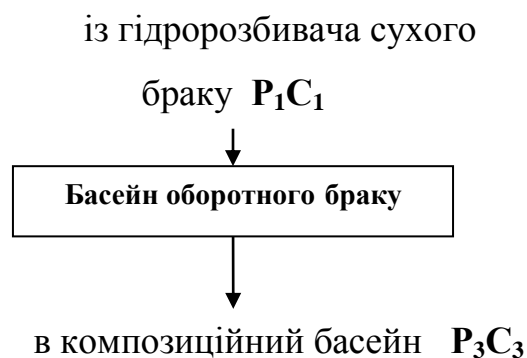 із гідророзбивача сухого
браку P₁C₁
Басейн оборотного браку
в композиційний басейн P₃C₃